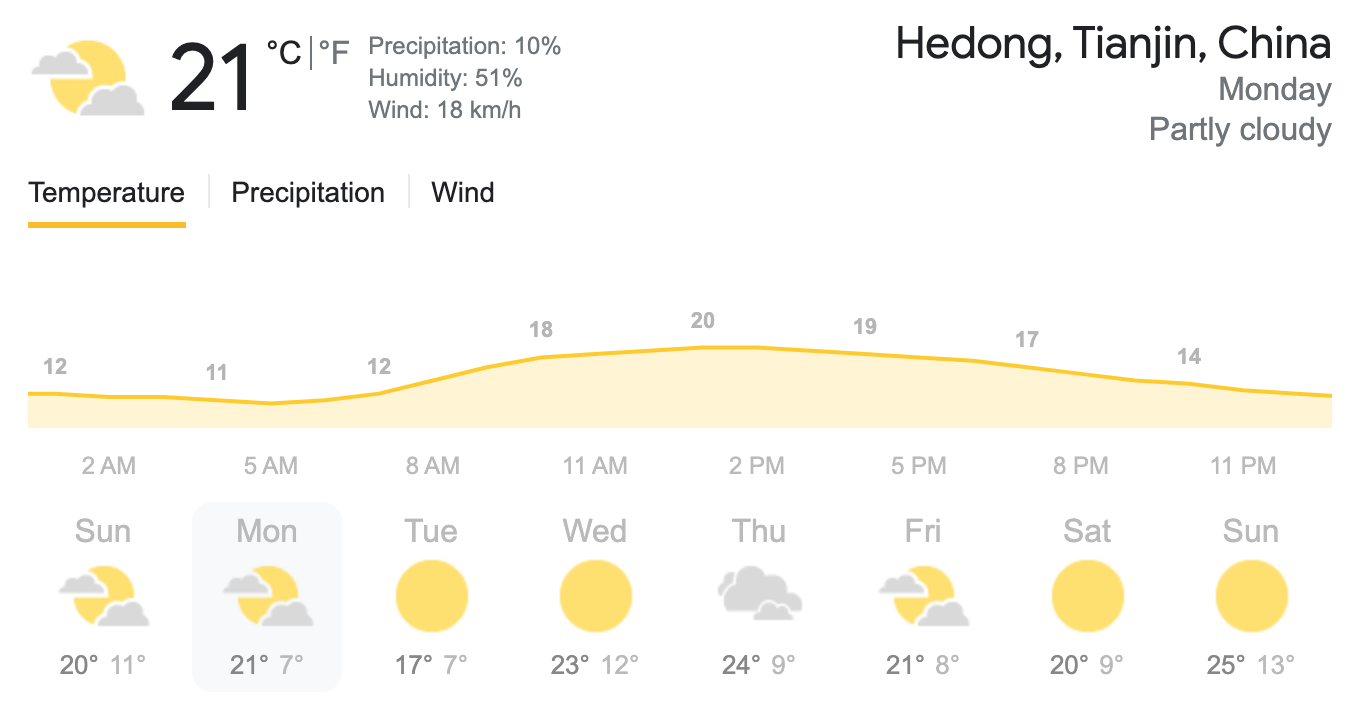 21 °C | °F
Precipitation: 10%
Humidity: 51%
Wind: 18 km/h
Hedong, Tianjin, China
Monday
Partly cloudy
Temperature Precipitation Wind
12 11 12 18 20 19 17 14
2 AM 5 AM 8 AM 11 AM 2 PM 5 PM 8 PM 11 PM
Sun Mon Tue Wed Thu Fri Sat Sun
20° 11° 21° 7° 17° 7° 23° 12° 24° 9° 21° 8° 20° 9° 25° 13°